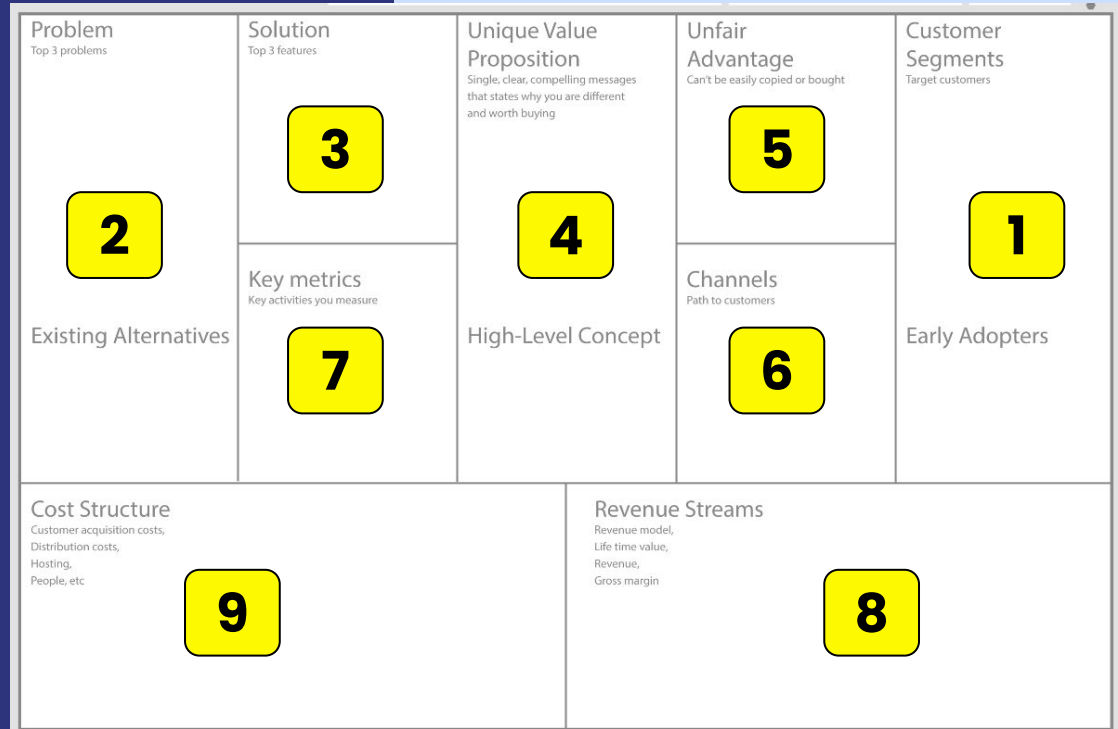 Problem
Top 3 problems
2
Existing Alternatives
Solution
Top 3 features
3
Key metrics
Key activities you measure
7
Unique Value
Proposition
Single, clear, compelling messages
that states why you are different
and worth buying
4
High-Level Concept
Unfair
Advantage
Can't be easily copied or bought
5
Channels
Path to customers
6
Customer
Segments
Target customers
1
Early Adopters
Cost Structure
Customer acquisition costs,
Distribution costs,
Hosting,
People, etc
9
Revenue Streams
Revenue model,
Life time value,
Revenue,
Gross margin
8